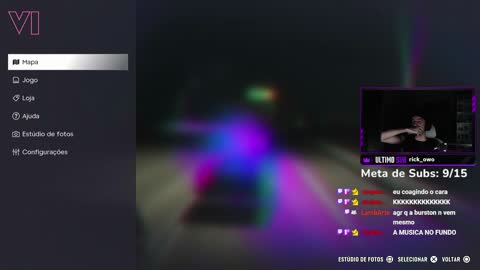 VI
Mapa
Jogo
Loja
Ajuda
Estúdio de fotos
Configurações
ULTIMO SUB rick_owo
Meta de Subs: 9/15
eu coagindo o cara
KKKKKKKKKKKKKK
agr q a burston n vem
mesmo
A MUSICA NO FUNDO
ESTÚDIO DE FOTOS SELECIONAR VOLTAR